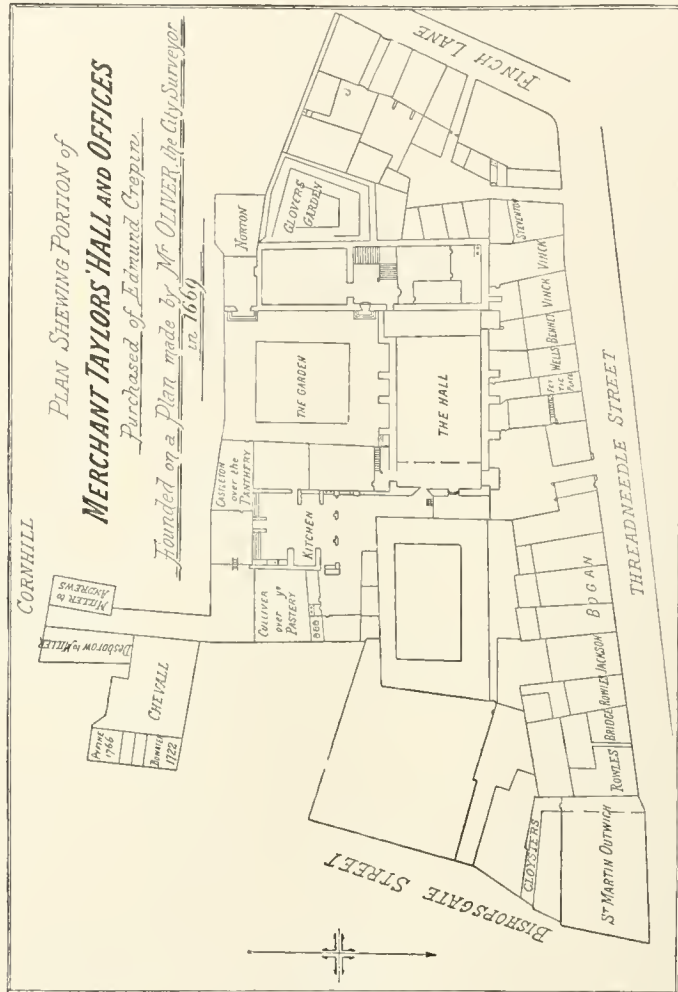 PLAN SHEWING PORTION of
MERCHANT TAYLORS' HALL AND OFFICES
Purchased of Edmund Crepin.
Founded on a Plan made by Mr OLIVER, the City Surveyor
in 1669
CORNHILL
FINCH LANE
MILLER to
ANDREWS
DESBOROW to MILLER
CHEVALL
PAYNE
1766
BOWATER
1722
NORTON
GLOVERS
GARDEN
CASTLETON
over the
PANTHERY
THE GARDEN
KITCHEN
CULLIVER
over ye
PASTERY
THE HALL
STEVENTON
VINCK
VINCK
BENNET
WELLS
BOGAN
JACKSON
ROWLES
BRIDGE
ROWLES
CLOYSTERS
ST MARTIN OUTWICH
THREADNEEDLE STREET
BISHOPSGATE STREET